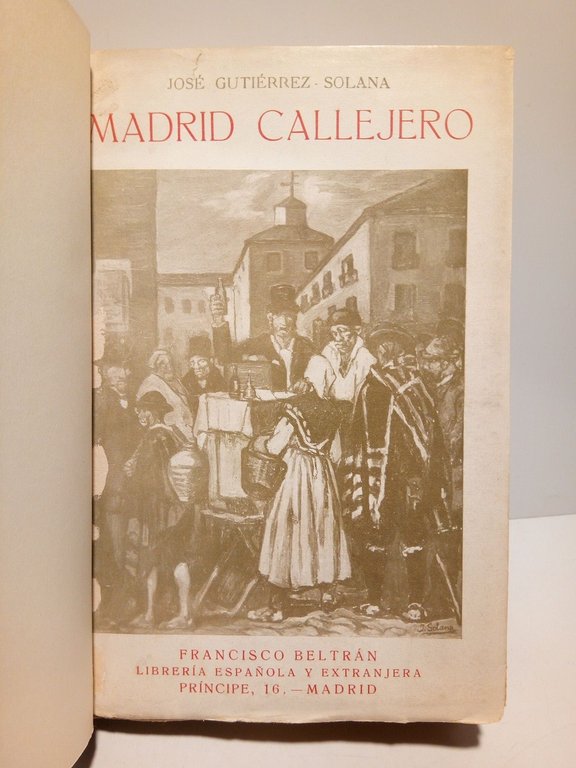 JOSÉ GUTIÉRREZ - SOLANA
MADRID CALLEJERO
J. Solana
FRANCISCO BELTRÁN
LIBRERÍA ESPAÑOLA Y EXTRANJERA
PRÍNCIPE, 16. — MADRID